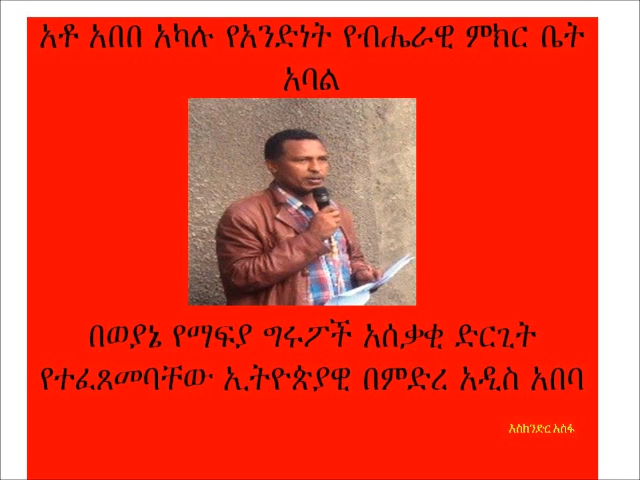 አቶ አበበ አካሉ የአንድነት የብሔራዊ ምክር ቤት
አባል
በወያኔ የማፍያ ግሩፖች አሰቃቂ ድርጊት
የተፈጸመባቸው ኢትዮጵያዊ በምድረ አዲስ አበባ
እስክንድር አሰፋ